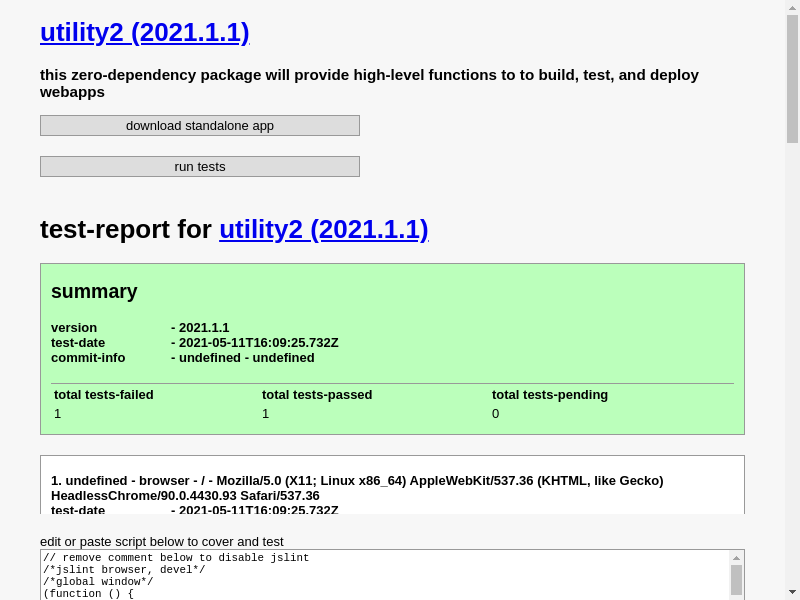 utility2 (2021.1.1)
this zero-dependency package will provide high-level functions to to build, test, and deploy
webapps
download standalone app
run tests
test-report for utility2 (2021.1.1)
summary
version - 2021.1.1
test-date - 2021-05-11T16:09:25.732Z
commit-info - undefined - undefined
total tests-failed total tests-passed total tests-pending
1 1 0
1. undefined - browser - / - Mozilla/5.0 (X11; Linux x86_64) AppleWebKit/537.36 (KHTML, like Gecko)
HeadlessChrome/90.0.4430.93 Safari/537.36
test-date - 2021-05-11T16:09:25.732Z
edit or paste script below to cover and test
// remove comment below to disable jslint
/*jslint browser, devel*/
/*global window*/
(function () {